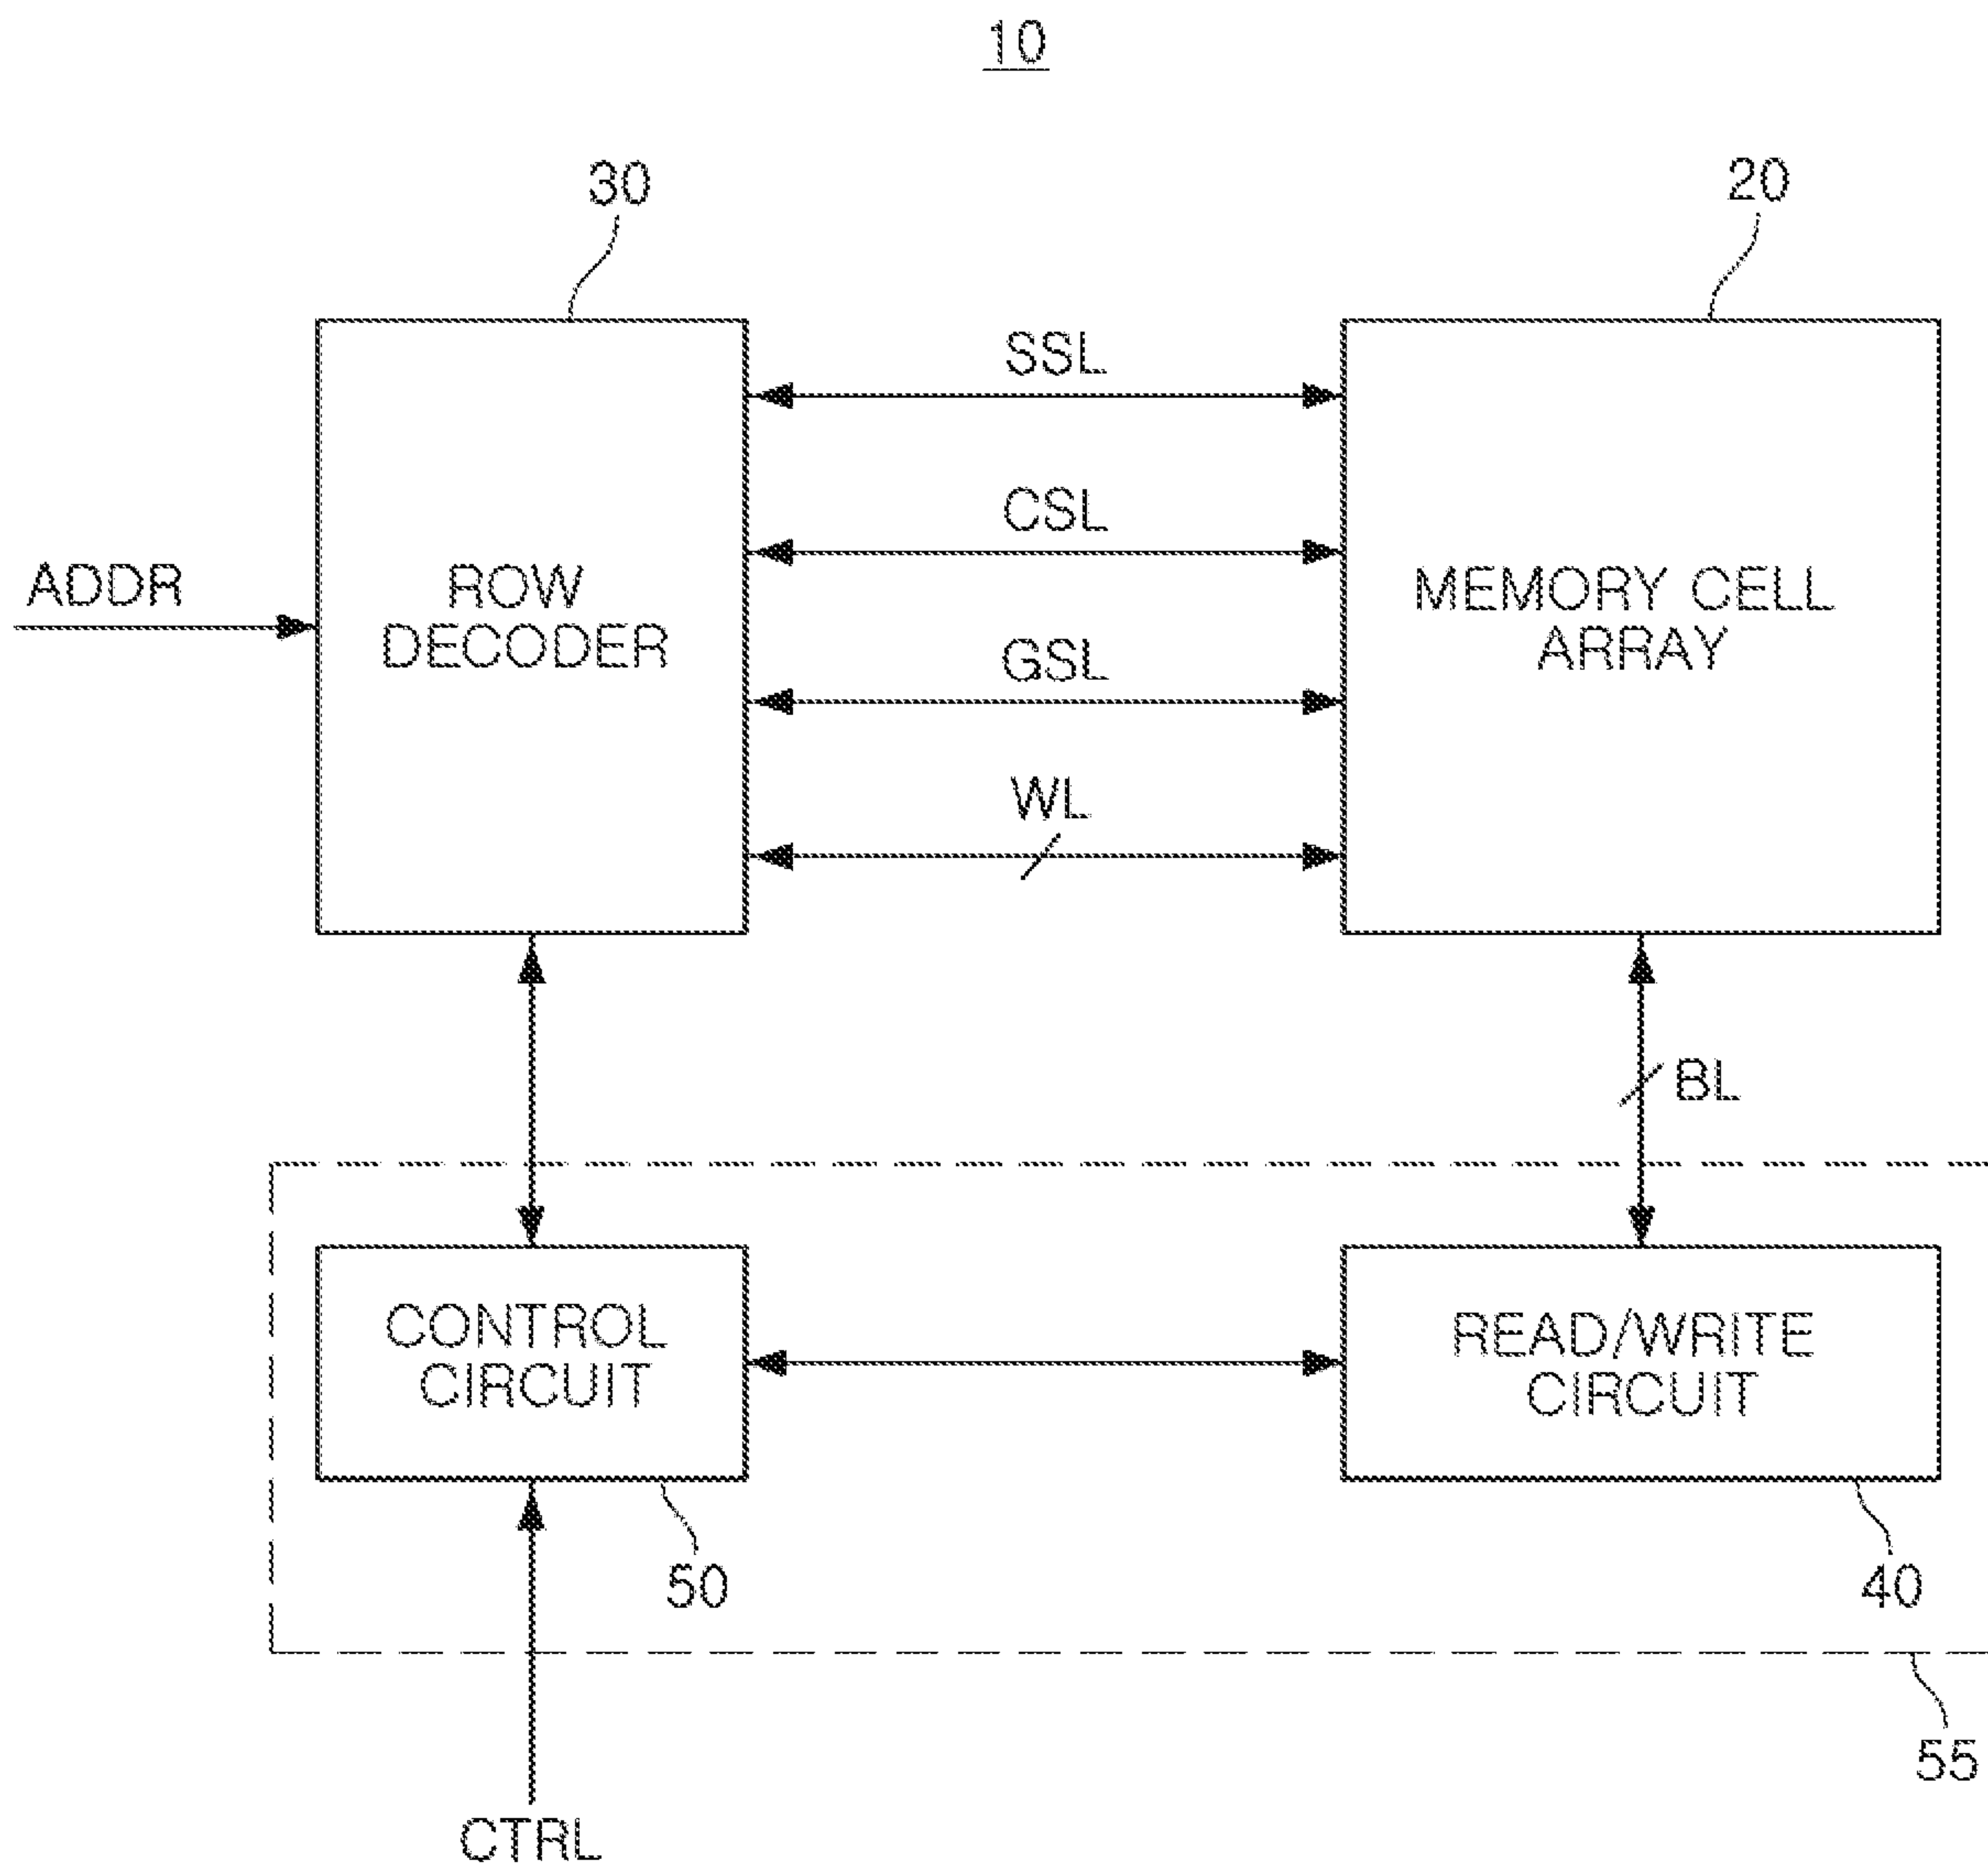 10
30
20
SSL
CSL
GSL
WL
ADDR
ROW
DECODER
MEMORY CELL
ARRAY
BL
CONTROL
CIRCUIT
READ/WRITE
CIRCUIT
50
40
55
CTRL